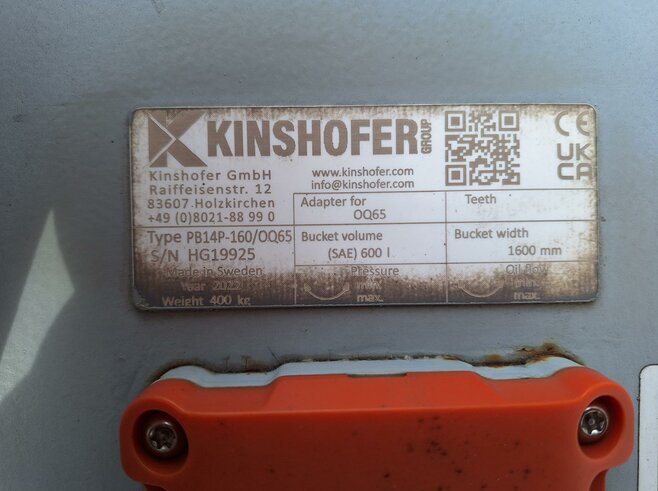 KINSHOFER GROUP
Kinshofer GmbH
Raiffeisenstr. 12
83607 Holzkirchen
+49 (0)8021-88 99 0
www.kinshofer.com
info@kinshofer.com
CE
UK
CA
Adapter for
OQ65
Teeth
Type PB14P-160/OQ65
S/N HG19925
Bucket volume
(SAE) 600 l
Bucket width
1600 mm
Made in Sweden
Year 2022
Weight 400 kg
Pressure
max.
max.
Oil flow
max.